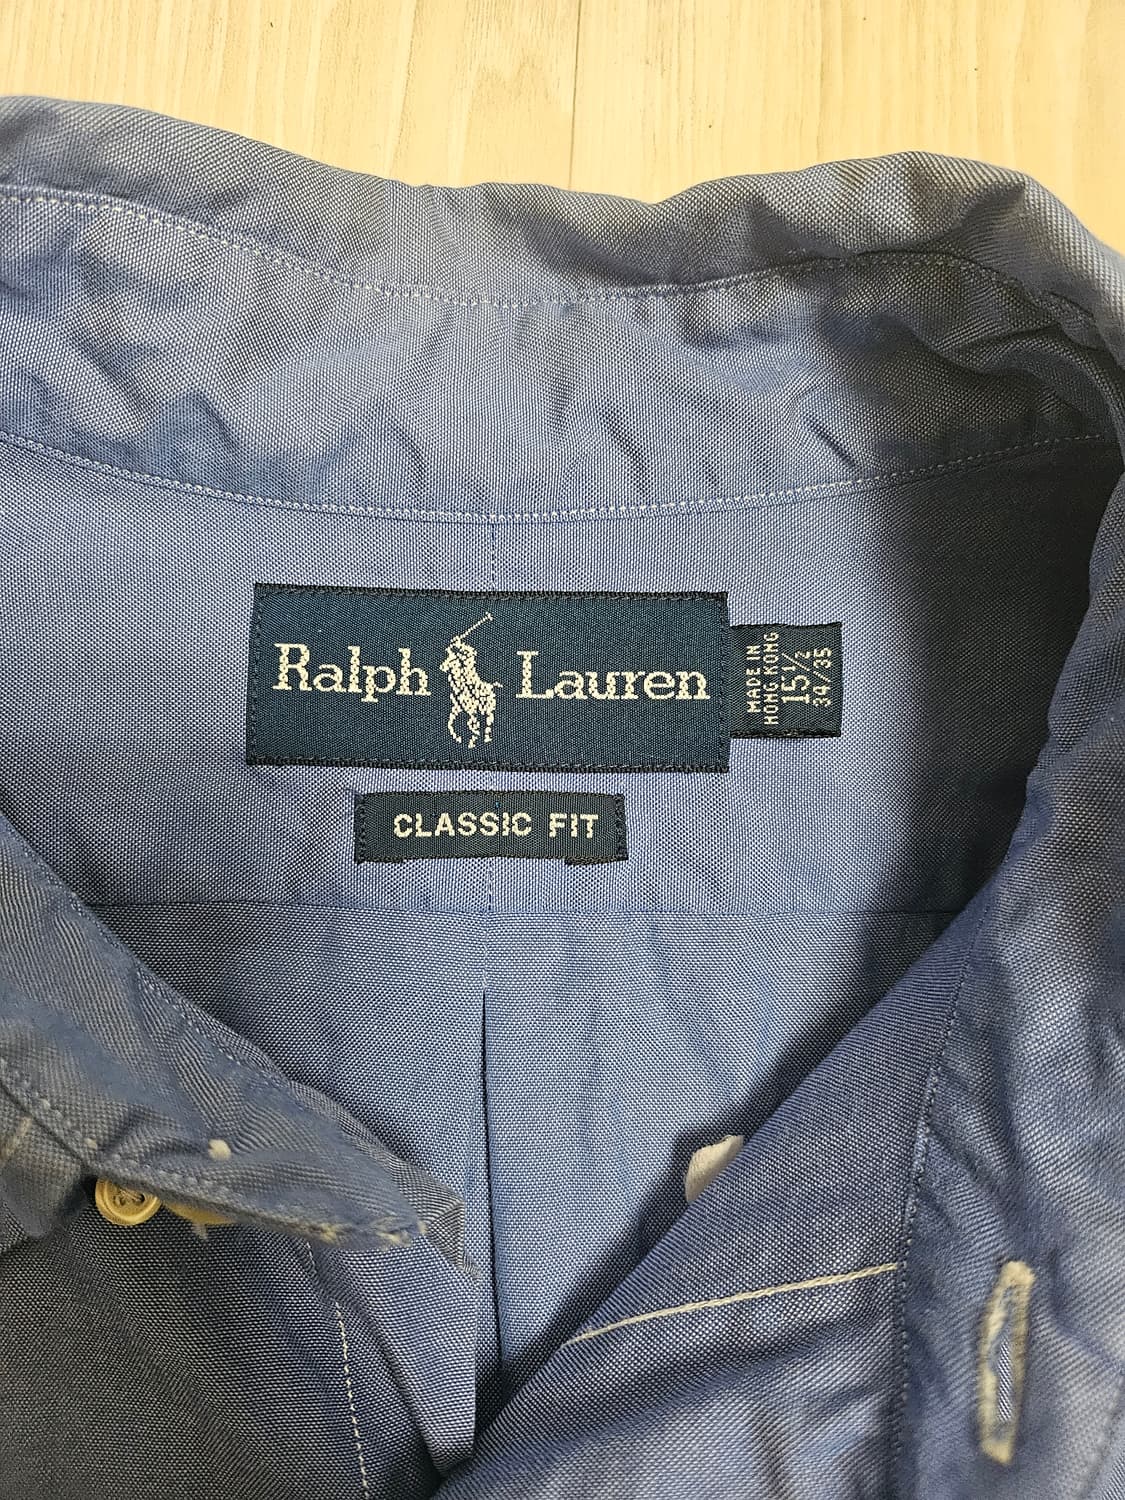 Ralph Lauren
MADE IN
HONG KONG
15½
34/35
CLASSIC FIT